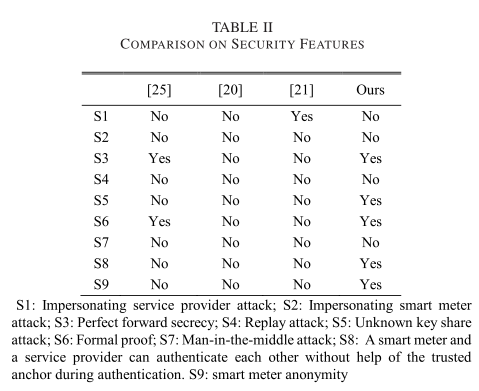 TABLE II
COMPARISON ON SECURITY FEATURES
[25] [20] [21] Ours
S1 No No Yes No
S2 No No No No
S3 Yes No No Yes
S4 No No No No
S5 No No No Yes
S6 Yes No No Yes
S7 No No No No
S8 No No No Yes
S9 No No No Yes
S1: Impersonating service provider attack; S2: Impersonating smart meter
attack; S3: Perfect forward secrecy; S4: Replay attack; S5: Unknown key share
attack; S6: Formal proof; S7: Man-in-the-middle attack; S8: A smart meter and
a service provider can authenticate each other without help of the trusted
anchor during authentication. S9: smart meter anonymity